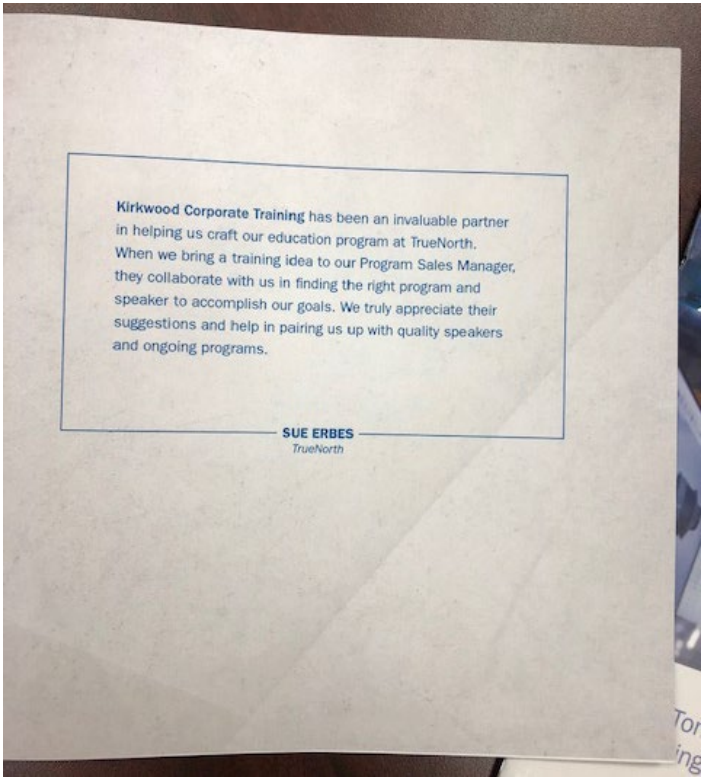 Kirkwood Corporate Training has been an invaluable partner
in helping us craft our education program at TrueNorth.
When we bring a training idea to our Program Sales Manager,
they collaborate with us in finding the right program and
speaker to accomplish our goals. We truly appreciate their
suggestions and help in pairing us up with quality speakers
and ongoing programs.
SUE ERBES
TrueNorth